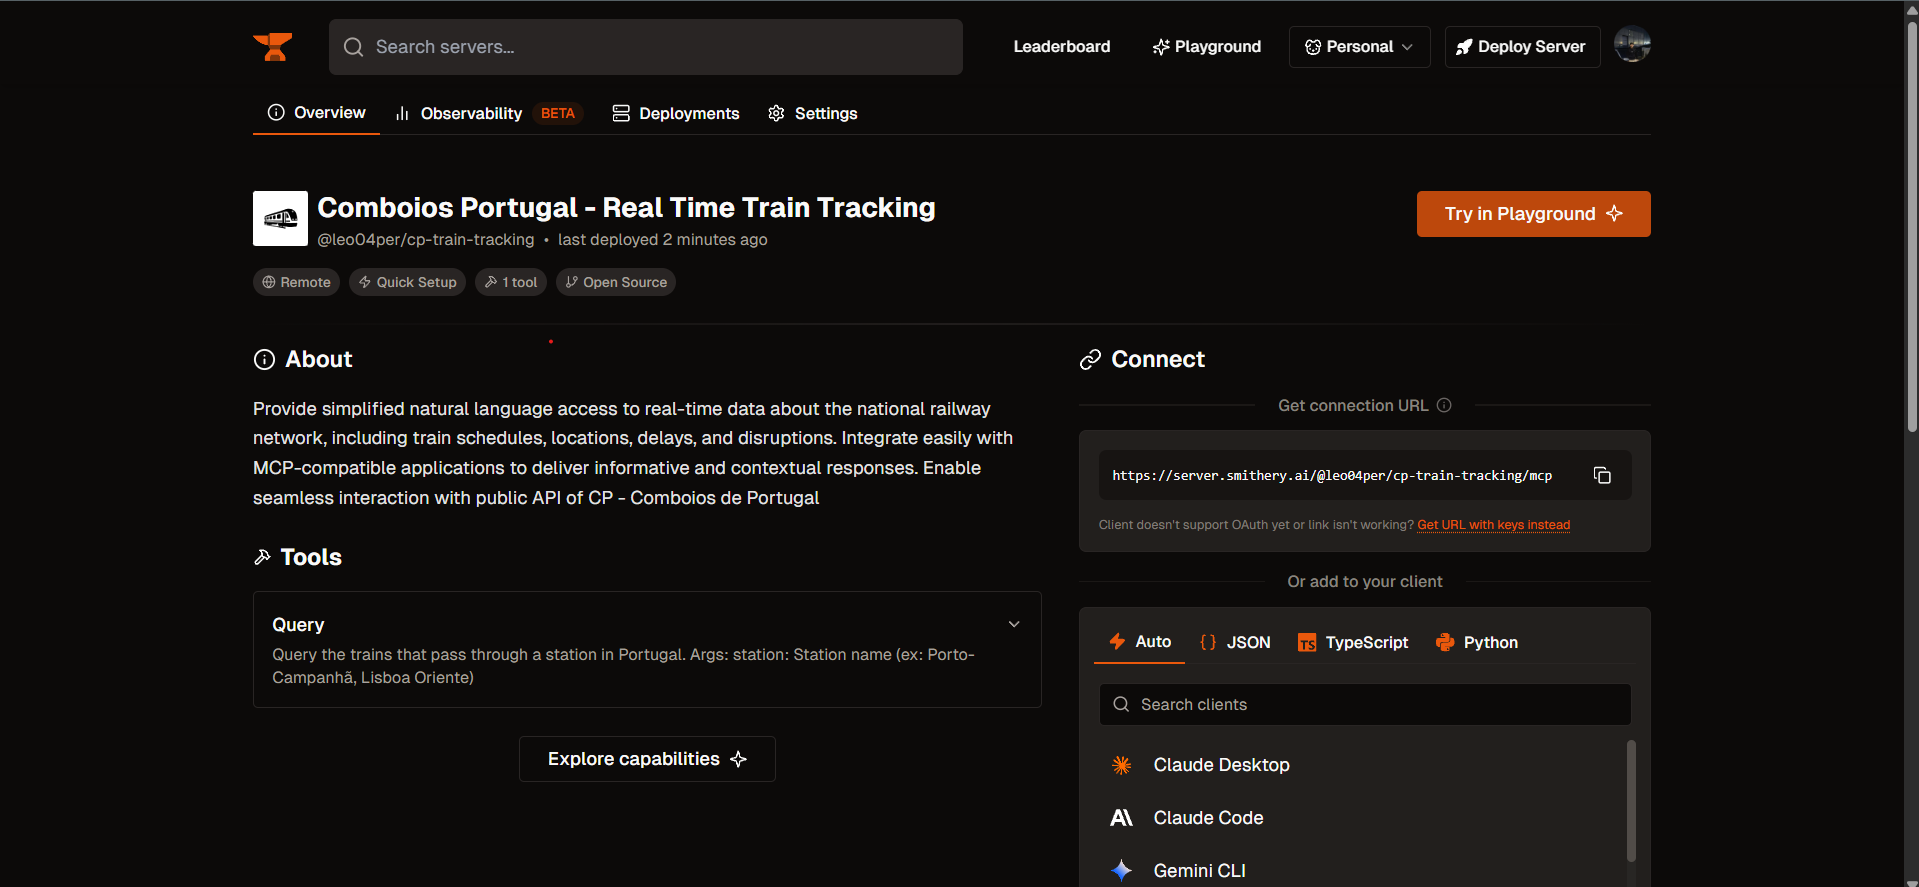 Search servers...
Leaderboard
Playground
Personal
Deploy Server
Overview
Observability BETA
Deployments
Settings
Comboios Portugal - Real Time Train Tracking
@leo04per/cp-train-tracking • last deployed 2 minutes ago
Try in Playground
Remote
Quick Setup
1 tool
Open Source
About
Provide simplified natural language access to real-time data about the national railway
network, including train schedules, locations, delays, and disruptions. Integrate easily with
MCP-compatible applications to deliver informative and contextual responses. Enable
seamless interaction with public API of CP - Comboios de Portugal
Tools
Query
Query the trains that pass through a station in Portugal. Args: station: Station name (ex: Porto-
Campanhã, Lisboa Oriente)
Explore capabilities
Connect
Get connection URL
https://server.smithery.ai/@leo04per/cp-train-tracking/mcp
Client doesn't support OAuth yet or link isn't working? Get URL with keys instead
Or add to your client
Auto
{} JSON
TS TypeScript
Python
Search clients
Claude Desktop
Claude Code
Gemini CLI